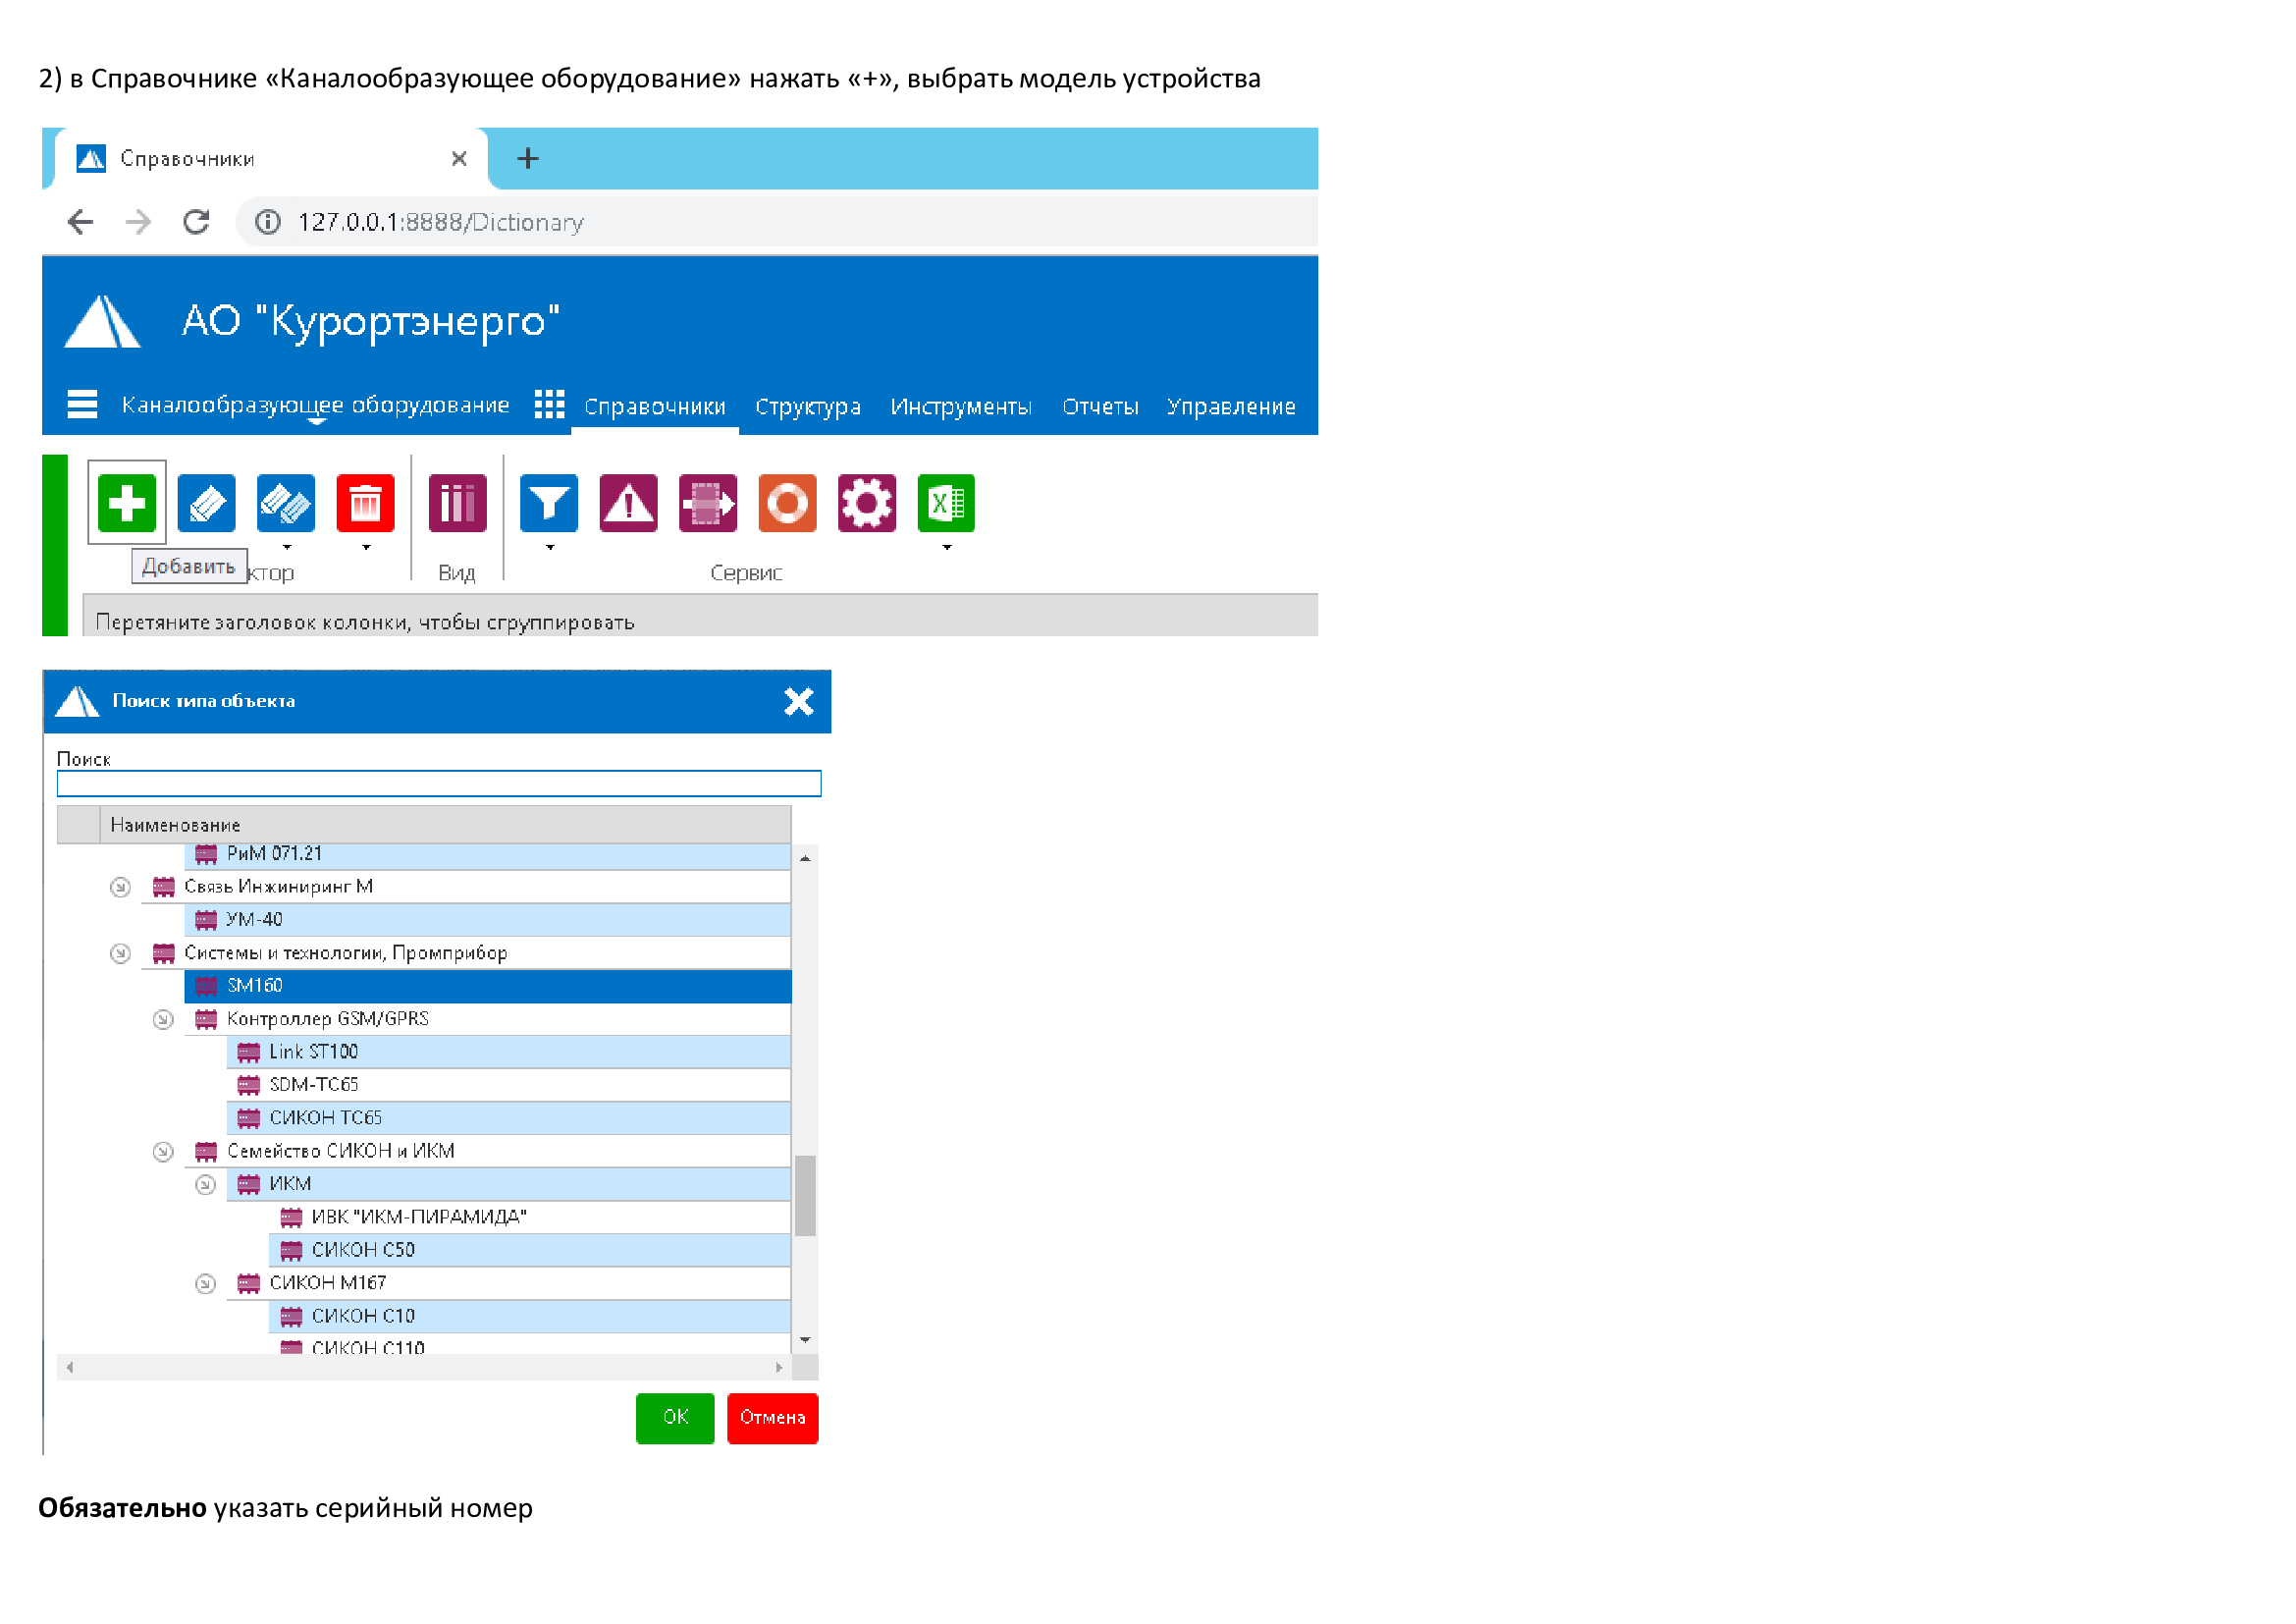 2) в Справочнике «Каналообразующее оборудование» нажать «+», выбрать модель устройства
Справочники
127.0.0.1:8888/Dictionary
АО "Курортэнерго"
Каналообразующее оборудование Справочники Структура Инструменты Отчеты Управление
Добавить ктор Вид Сервис
Перетяните заголовок колонки, чтобы сгруппировать
Поиск типа объекта
Поиск
Наименование
РиМ 071.21
Связь Инжиниринг М
УМ-40
Системы и технологии, Промприбор
SM160
Контроллер GSM/GPRS
Link ST100
SDM-TC65
СИКОН ТС65
Семейство СИКОН и ИКМ
ИКМ
ИВК "ИКМ-ПИРАМИДА"
СИКОН С50
СИКОН М167
СИКОН С10
СИКОН С110
ОК Отмена
Обязательно указать серийный номер